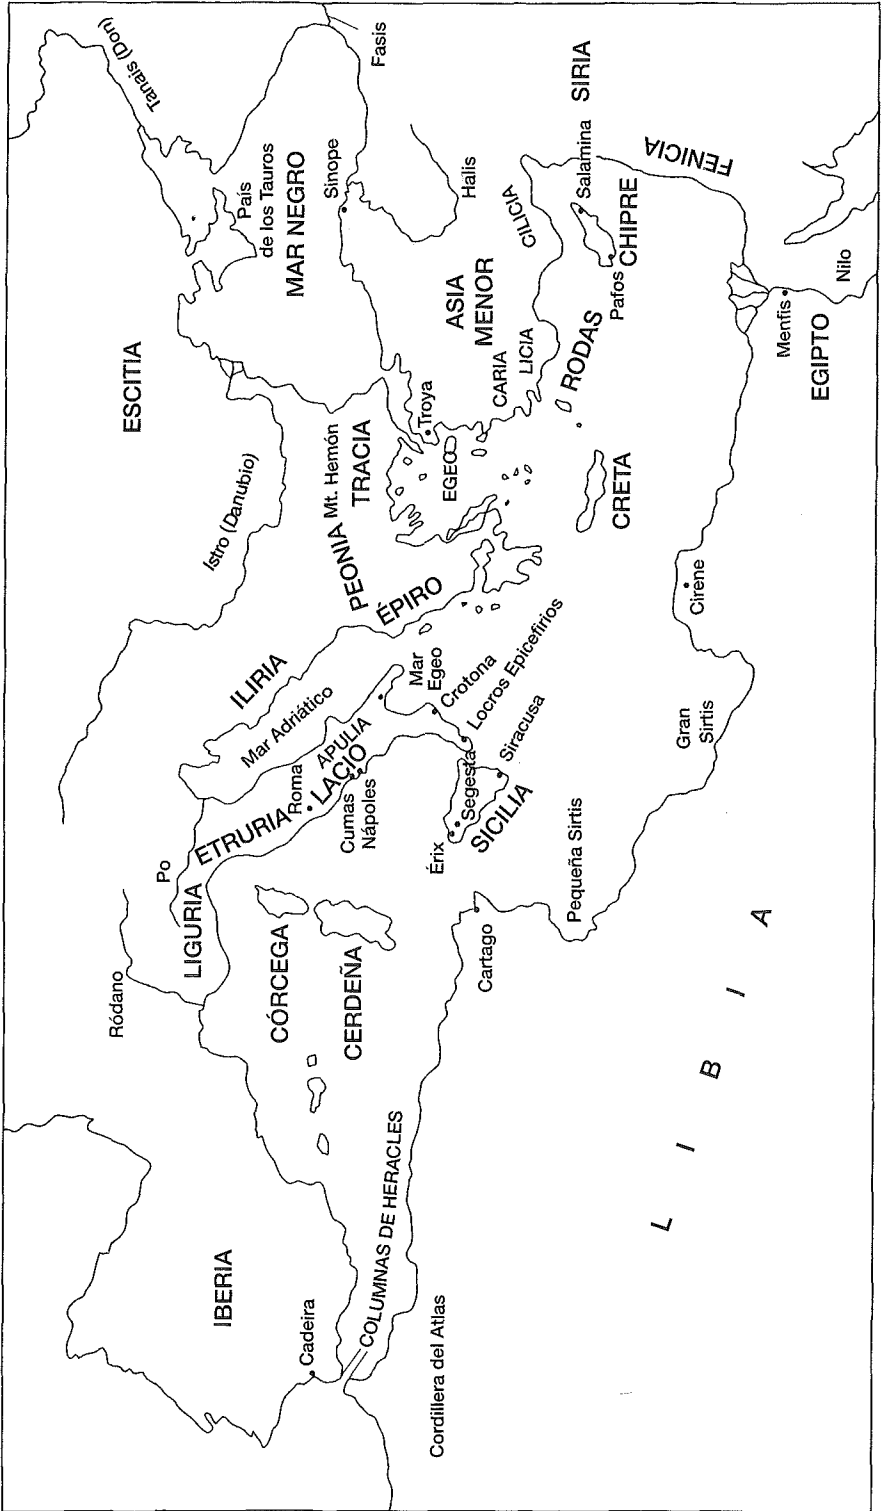 IBERIA
Cadeira
COLUMNAS DE HERACLES
Cordillera del Atlas
Ródano
LIGURIA
Po
CÓRCEGA
CERDEÑA
ETRURIA
Roma
LACIO
APULIA
Cumas
Nápoles
Mar Adriático
ILIRIA
Érix
Segesta
SICILIA
Siracusa
Locros Epicefirios
Crotona
Mar
Egeo
Cartago
Pequeña Sirtis
Gran
Sirtis
L I B I A
ESCITIA
Istro (Danubio)
PEONIA
Mt. Hemón
TRACIA
ÉPIRO
EGEO
Troya
CRETA
Cirene
Tanais (Don)
País
de los Tauros
MAR NEGRO
Sinope
Fasis
Halis
ASIA
MENOR
CARIA
LICIA
CILICIA
RODAS
Pafos
CHIPRE
Salamina
SIRIA
FENICIA
Menfis
EGIPTO
Nilo